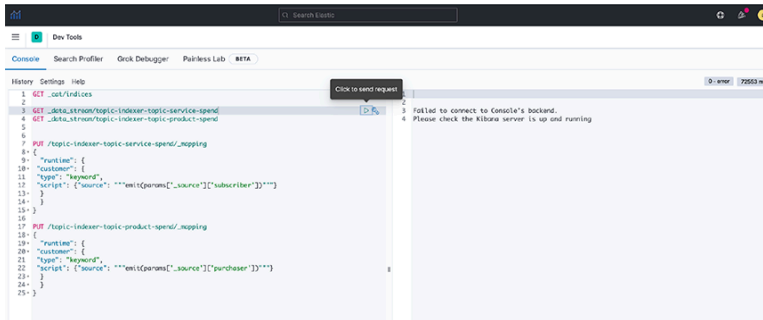 Search Elastic
D Dev Tools
Console Search Profiler Grok Debugger Painless Lab BETA
History Settings Help
0 - error 72553 m
Click to send request
1 GET _cat/indices
2
3 GET _data_stream/topic-indexer-topic-service-spend
4 GET _data_stream/topic-indexer-topic-product-spend
5
6
7 PUT /topic-indexer-topic-service-spend/_mapping
8 {
9 "runtime": {
10 "customer": {
11 "type": "keyword",
12 "script": {"source": """emit(params['_source']['subscriber'])"""}
13 }
14 }
15 }
16
17 PUT /topic-indexer-topic-product-spend/_mapping
18 {
19 "runtime": {
20 "customer": {
21 "type": "keyword",
22 "script": {"source": """emit(params['_source']['purchaser'])"""}
23 }
24 }
25 }
1
2
3 Failed to connect to Console's backend.
4 Please check the Kibana server is up and running